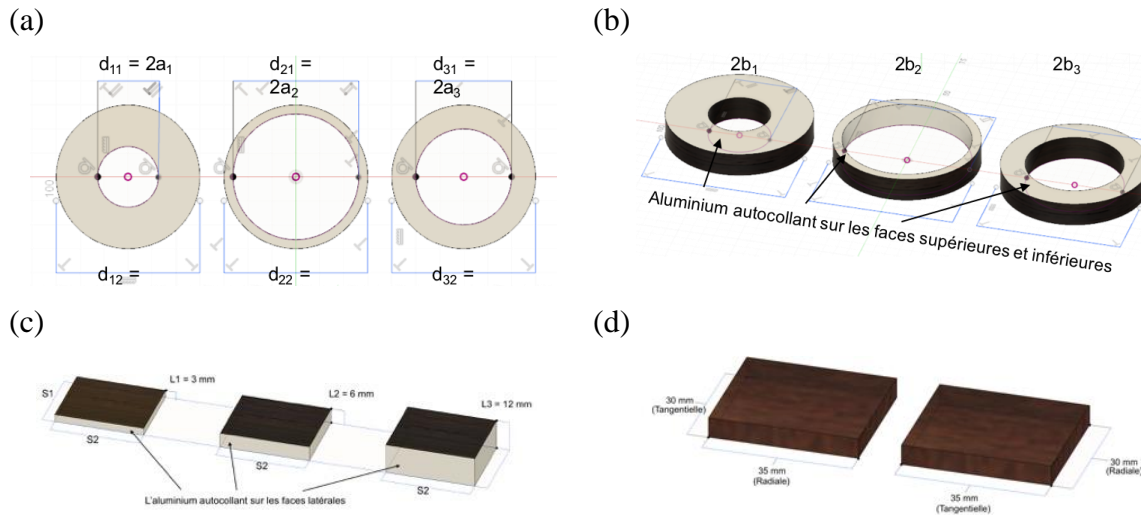 (a)
d₁₁ = 2a₁
d₂₁ =
2a₂
d₃₁ =
2a₃
100
d₁₂ =
d₂₂ =
d₃₂ =
(b)
2b₁
2b₂
2b₃
Aluminium autocollant sur les faces supérieures et inférieures
(c)
S1
L1 = 3 mm
S2
L2 = 6 mm
S2
L3 = 12 mm
S2
L'aluminium autocollant sur les faces latérales
(d)
30 mm
(Tangentielle)
35 mm
(Radiale)
30 mm
(Radiale)
35 mm
(Tangentielle)